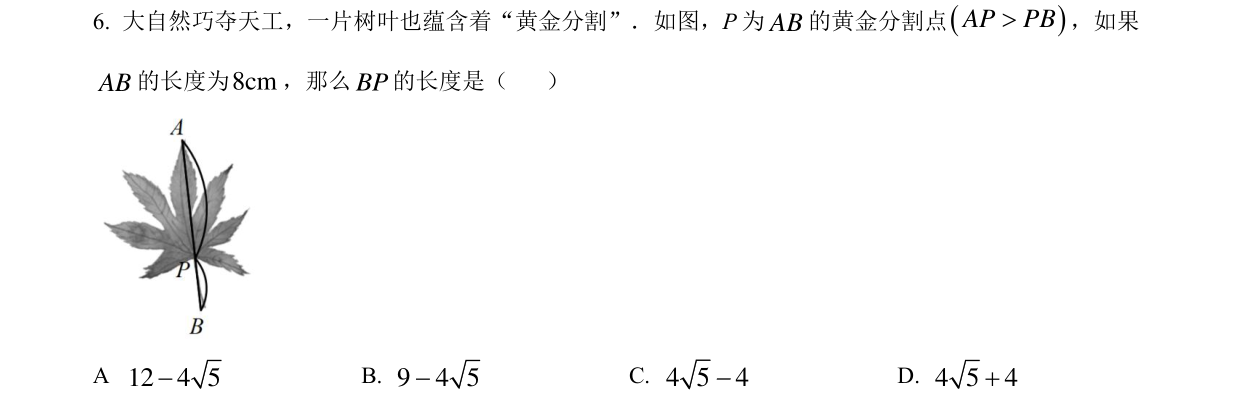 6. 大自然巧夺天工，一片树叶也蕴含着“黄金分割”．如图，P 为 AB 的黄金分割点(AP > PB)，如果
AB 的长度为8cm，那么 BP 的长度是（　　）
A
P
B
A 12－4√5　B. 9－4√5　C. 4√5－4　D. 4√5＋4